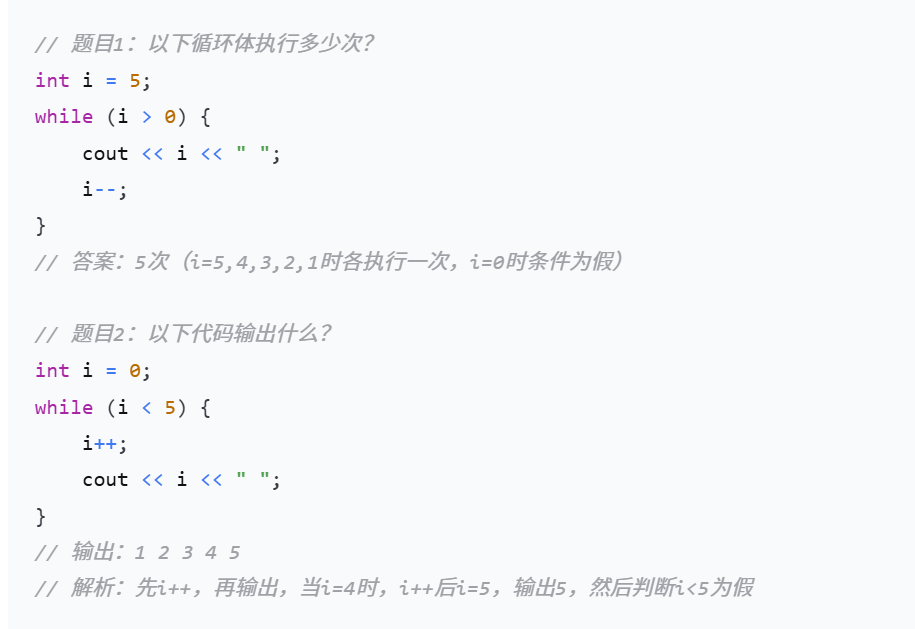 // 题目1：以下循环体执行多少次？
int i = 5;
while (i > 0) {
    cout << i << " ";
    i--;
}
// 答案：5次（i=5,4,3,2,1时各执行一次，i=0时条件为假）

// 题目2：以下代码输出什么？
int i = 0;
while (i < 5) {
    i++;
    cout << i << " ";
}
// 输出：1 2 3 4 5
// 解析：先i++，再输出，当i=4时，i++后i=5，输出5，然后判断i<5为假